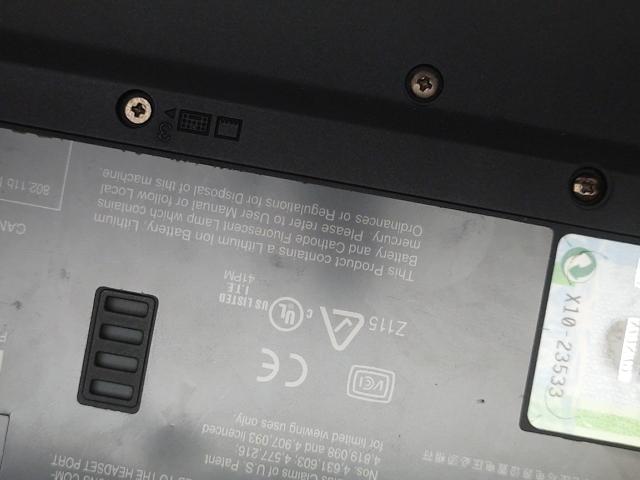 This Product contains a Lithium Ion Battery, Lithium
Battery and Cathode Fluorescent Lamp which contains
mercury. Please refer to User Manual or follow Local
Ordinances or Regulations for Disposal of this machine.
802.11b
CAN
Z115
C UL US LISTED
I.T.E
41PM
VCI
CE
X10-23533
Claims of U.S. Patent
Nos. 4,631,603; 4,577,216;
4,819,098 and 4,907,093 licenced
for limited viewing uses only.
TO THE HEADSET PORT.